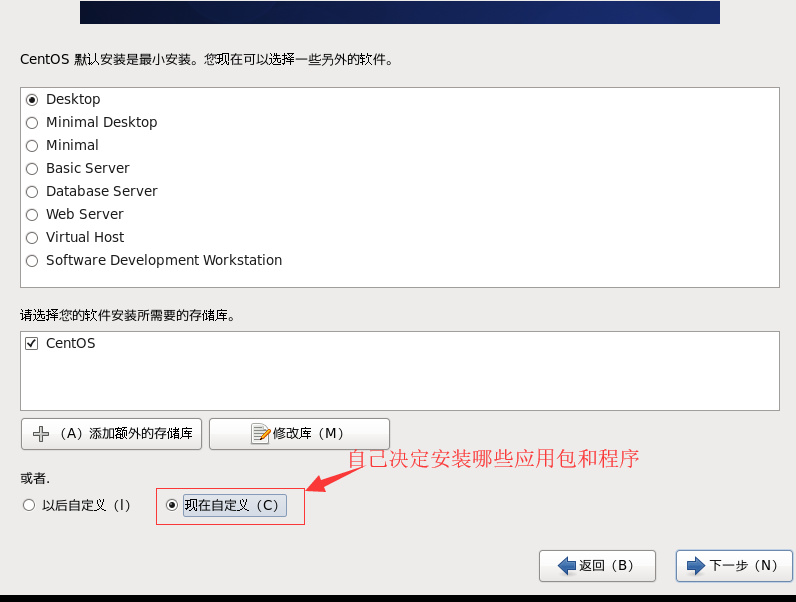 CentOS 默认安装是最小安装。您现在可以选择一些另外的软件。
Desktop
Minimal Desktop
Minimal
Basic Server
Database Server
Web Server
Virtual Host
Software Development Workstation
请选择您的软件安装所需要的存储库。
CentOS
（A）添加额外的存储库
修改库（M）
自己决定安装哪些应用包和程序
或者.
以后自定义（l）
现在自定义（C）
返回（B）
下一步（N）